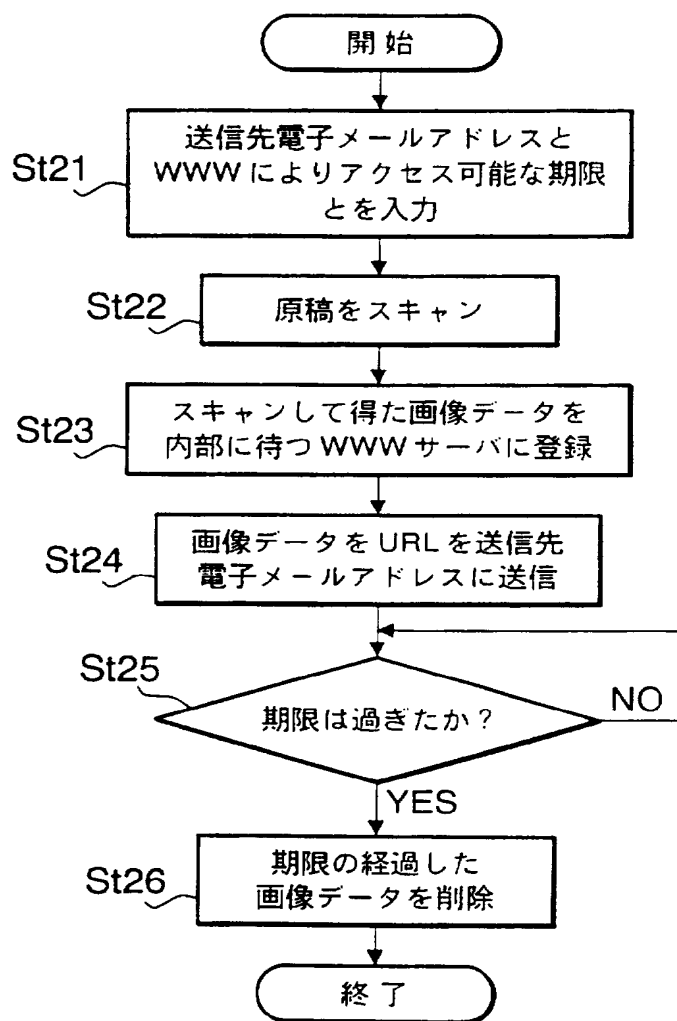 開始
St21
送信先電子メールアドレスと
WWWによりアクセス可能な期限
とを入力
St22
原稿をスキャン
St23
スキャンして得た画像データを
内部に待つWWWサーバに登録
St24
画像データをURLを送信先
電子メールアドレスに送信
St25
期限は過ぎたか?
NO
YES
St26
期限の経過した
画像データを削除
終了